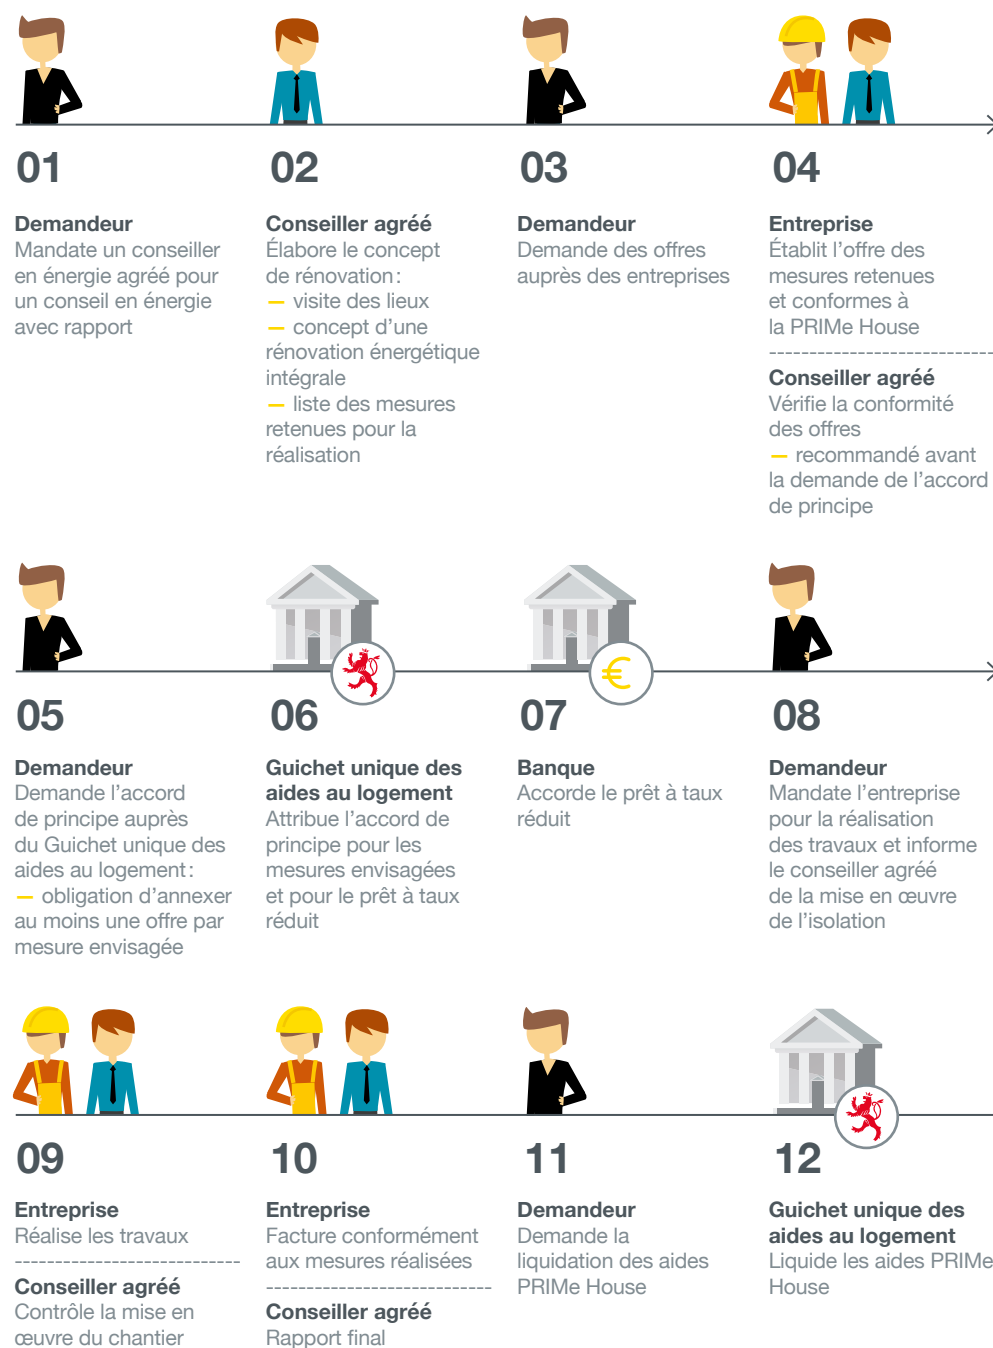 01
Demandeur
Mandate un conseiller
en énergie agréé pour
un conseil en énergie
avec rapport
02
Conseiller agréé
Élabore le concept
de rénovation :
— visite des lieux
— concept d’une
rénovation énergétique
intégrale
— liste des mesures
retenues pour la
réalisation
03
Demandeur
Demande des offres
auprès des entreprises
04
Entreprise
Établit l’offre des
mesures retenues
et conformes à
la PRIMe House
Conseiller agréé
Vérifie la conformité
des offres
— recommandé avant
la demande de l’accord
de principe
05
Demandeur
Demande l’accord
de principe auprès
du Guichet unique des
aides au logement :
— obligation d’annexer
au moins une offre par
mesure envisagée
06
Guichet unique des
aides au logement
Attribue l’accord de
principe pour les
mesures envisagées
et pour le prêt à taux
réduit
€
07
Banque
Accorde le prêt à taux
réduit
08
Demandeur
Mandate l’entreprise
pour la réalisation
des travaux et informe
le conseiller agréé
de la mise en œuvre
de l’isolation
09
Entreprise
Réalise les travaux
Conseiller agréé
Contrôle la mise en
œuvre du chantier
10
Entreprise
Facture conformément
aux mesures réalisées
Conseiller agréé
Rapport final
11
Demandeur
Demande la
liquidation des aides
PRIMe House
12
Guichet unique des
aides au logement
Liquide les aides PRIMe
House